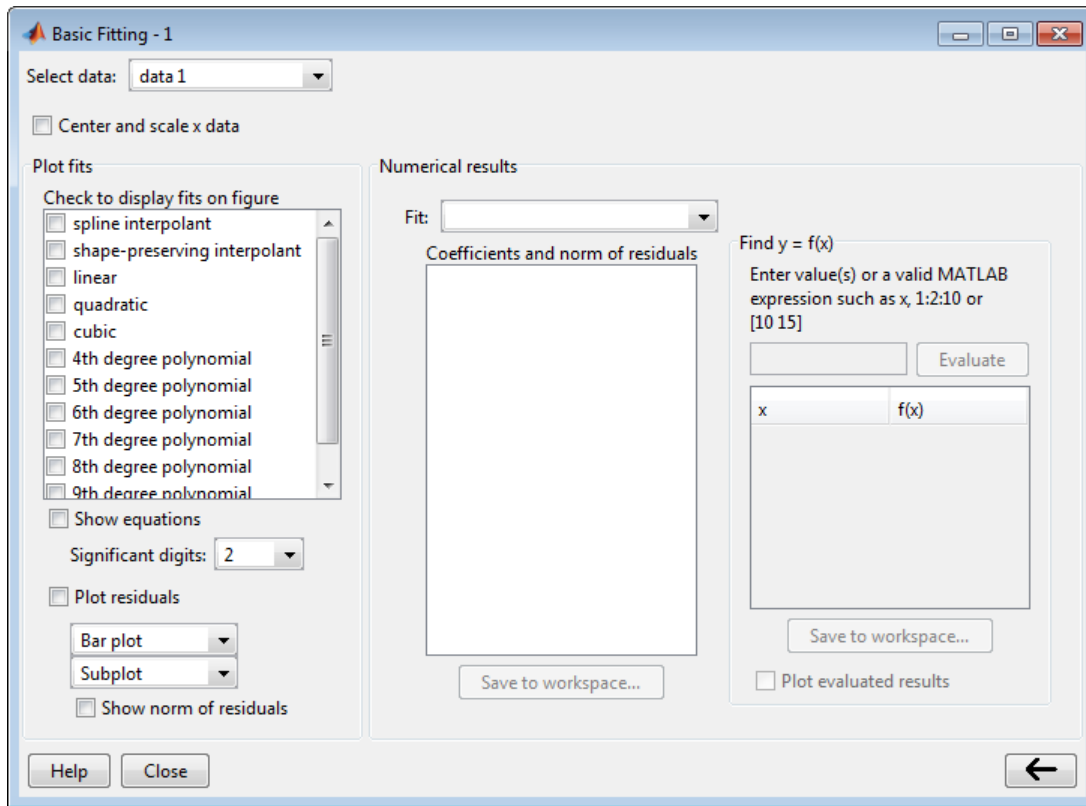 Basic Fitting - 1
Select data: data 1
Center and scale x data
Plot fits
Check to display fits on figure
spline interpolant
shape-preserving interpolant
linear
quadratic
cubic
4th degree polynomial
5th degree polynomial
6th degree polynomial
7th degree polynomial
8th degree polynomial
9th degree polynomial
Show equations
Significant digits: 2
Plot residuals
Bar plot
Subplot
Show norm of residuals
Numerical results
Fit:
Coefficients and norm of residuals
Save to workspace...
Find y = f(x)
Enter value(s) or a valid MATLAB
expression such as x, 1:2:10 or
[10 15]
Evaluate
x f(x)
Save to workspace...
Plot evaluated results
Help Close